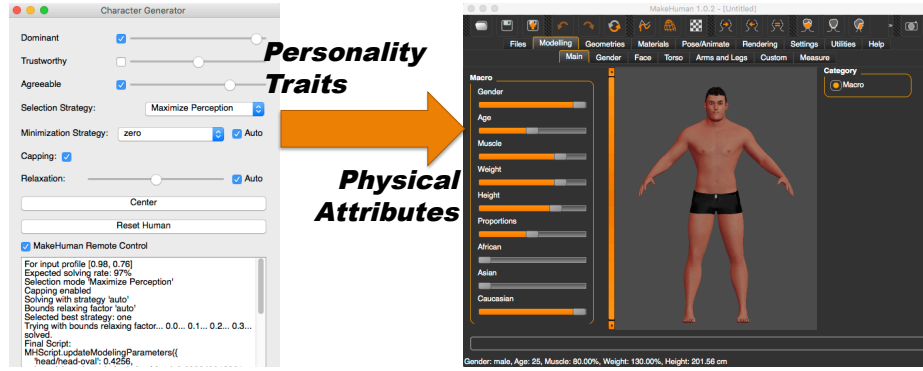 Character Generator
Dominant
Trustworthy
Agreeable
Selection Strategy: Maximize Perception
Minimization Strategy: zero Auto
Capping:
Relaxation: Auto
Center
Reset Human
MakeHuman Remote Control
For input profile [0.98, 0.76]
Expected solving rate: 97%
Selection mode 'Maximize Perception'
Capping enabled
Solving with strategy 'auto'
Bounds relaxing factor 'auto'
Selected best strategy: one
Trying with bounds relaxing factor... 0.0... 0.1... 0.2... 0.3...
solved.
Final Script:
MHScript.updateModelingParameters({
'head/head-oval': 0.4256,
Personality
Traits
Physical
Attributes
MakeHuman 1.0.2 - [Untitled]
Files Modelling Geometries Materials Pose/Animate Rendering Settings Utilities Help
Main Gender Face Torso Arms and Legs Custom Measure
Macro
Gender
Age
Muscle
Weight
Height
Proportions
African
Asian
Caucasian
Category
Macro
Gender: male, Age: 25, Muscle: 80.00%, Weight: 130.00%, Height: 201.56 cm